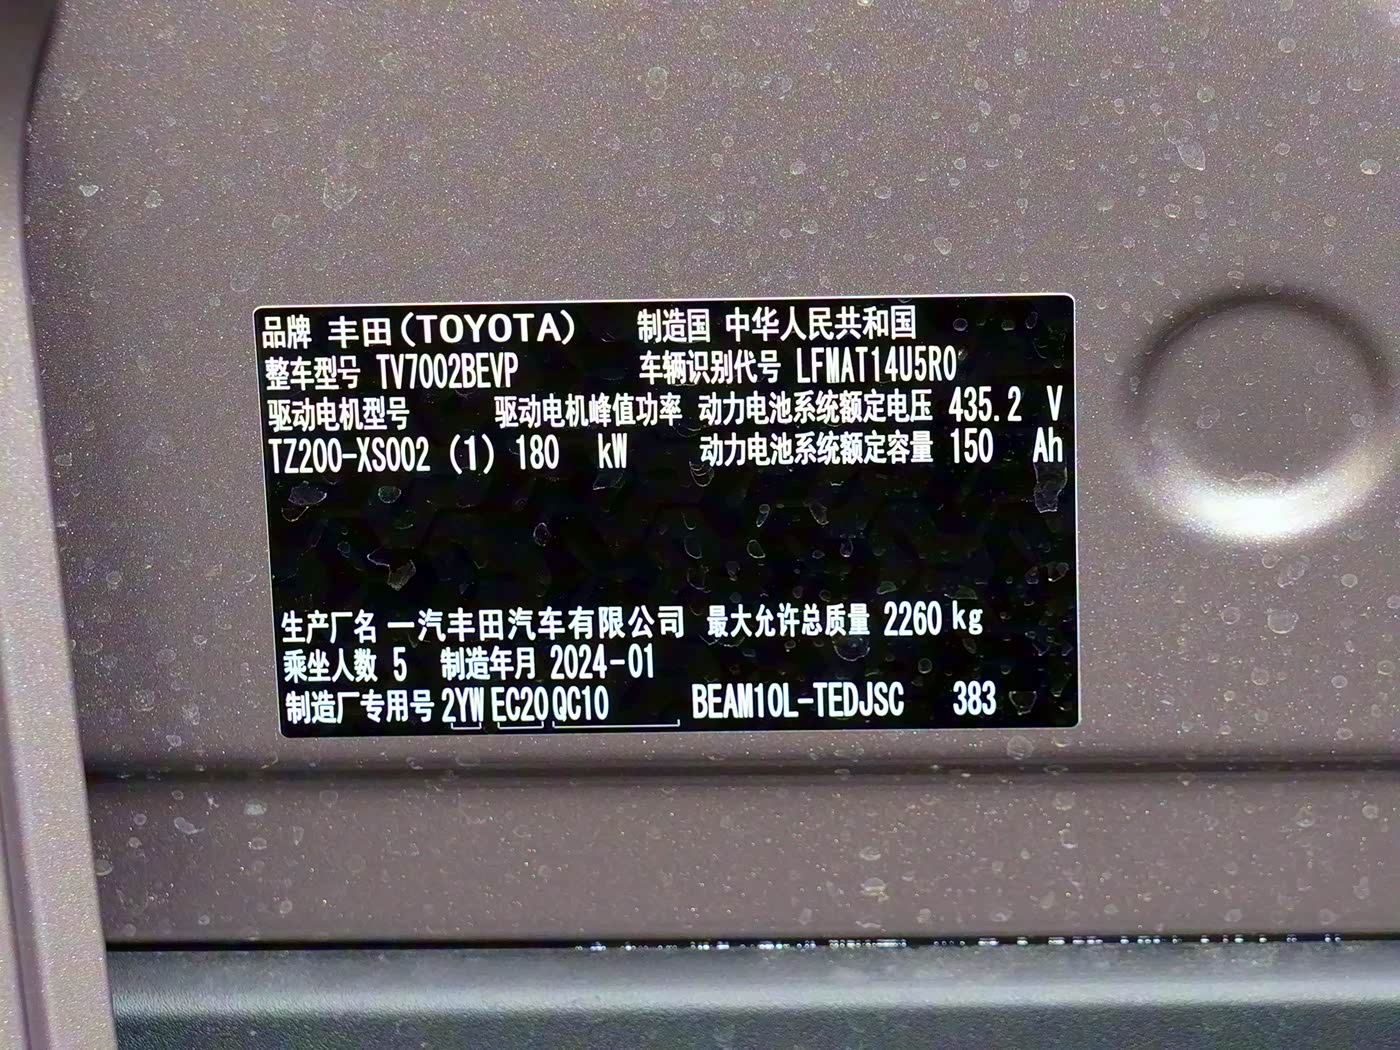 品牌 丰田(TOYOTA) 制造国 中华人民共和国
整车型号 TV7002BEVP 车辆识别代号 LFMAT14U5R0
驱动电机型号 驱动电机峰值功率 动力电池系统额定电压 435.2 V
TZ200-XS002 (1) 180 kW 动力电池系统额定容量 150 Ah
生产厂名 一汽丰田汽车有限公司 最大允许总质量 2260 kg
乘坐人数 5 制造年月 2024-01
制造厂专用号 2YW EC20 QC10 BEAM10L-TEDJSC 383